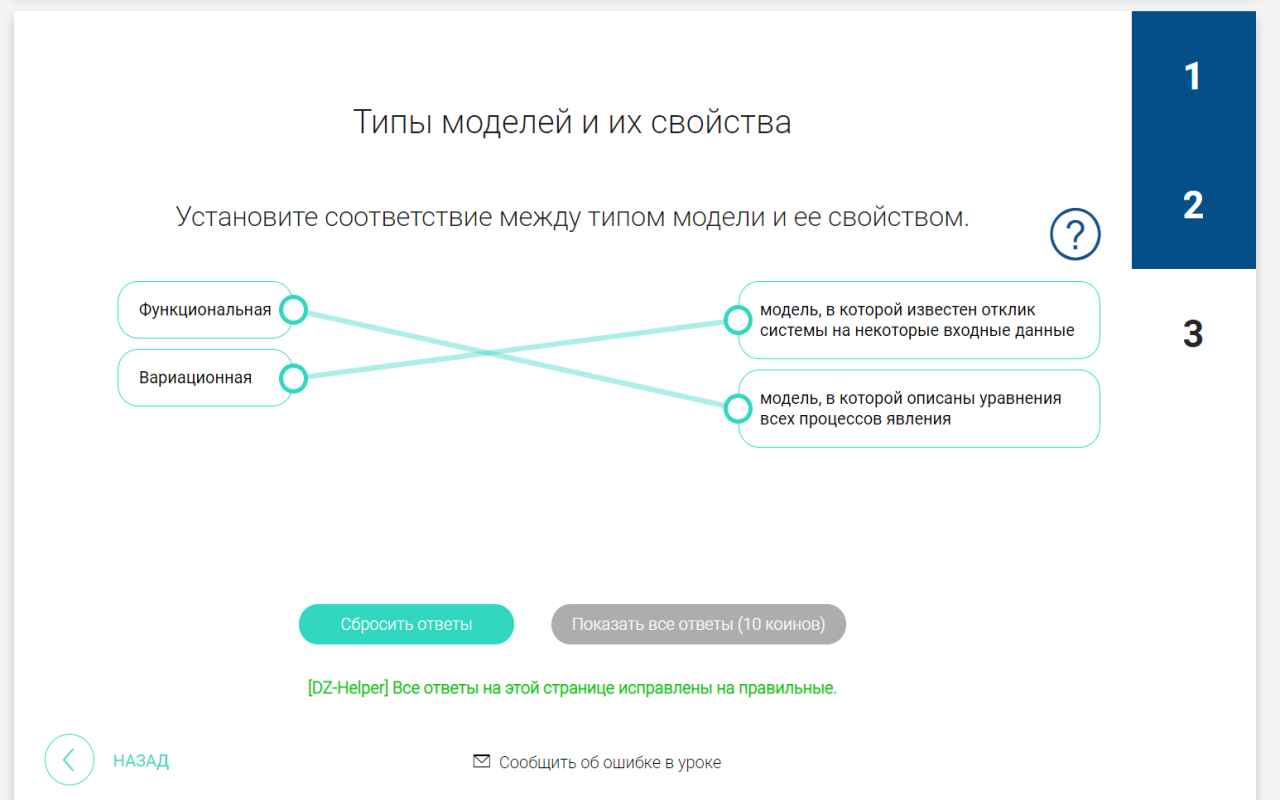 1
Типы моделей и их свойства
2
Установите соответствие между типом модели и ее свойством.
?
Функциональная
модель, в которой известен отклик
системы на некоторые входные данные
3
Вариационная
модель, в которой описаны уравнения
всех процессов явления
Сбросить ответы
Показать все ответы (10 коинов)
[DZ-Helper] Все ответы на этой странице исправлены на правильные.
НАЗАД
Сообщить об ошибке в уроке